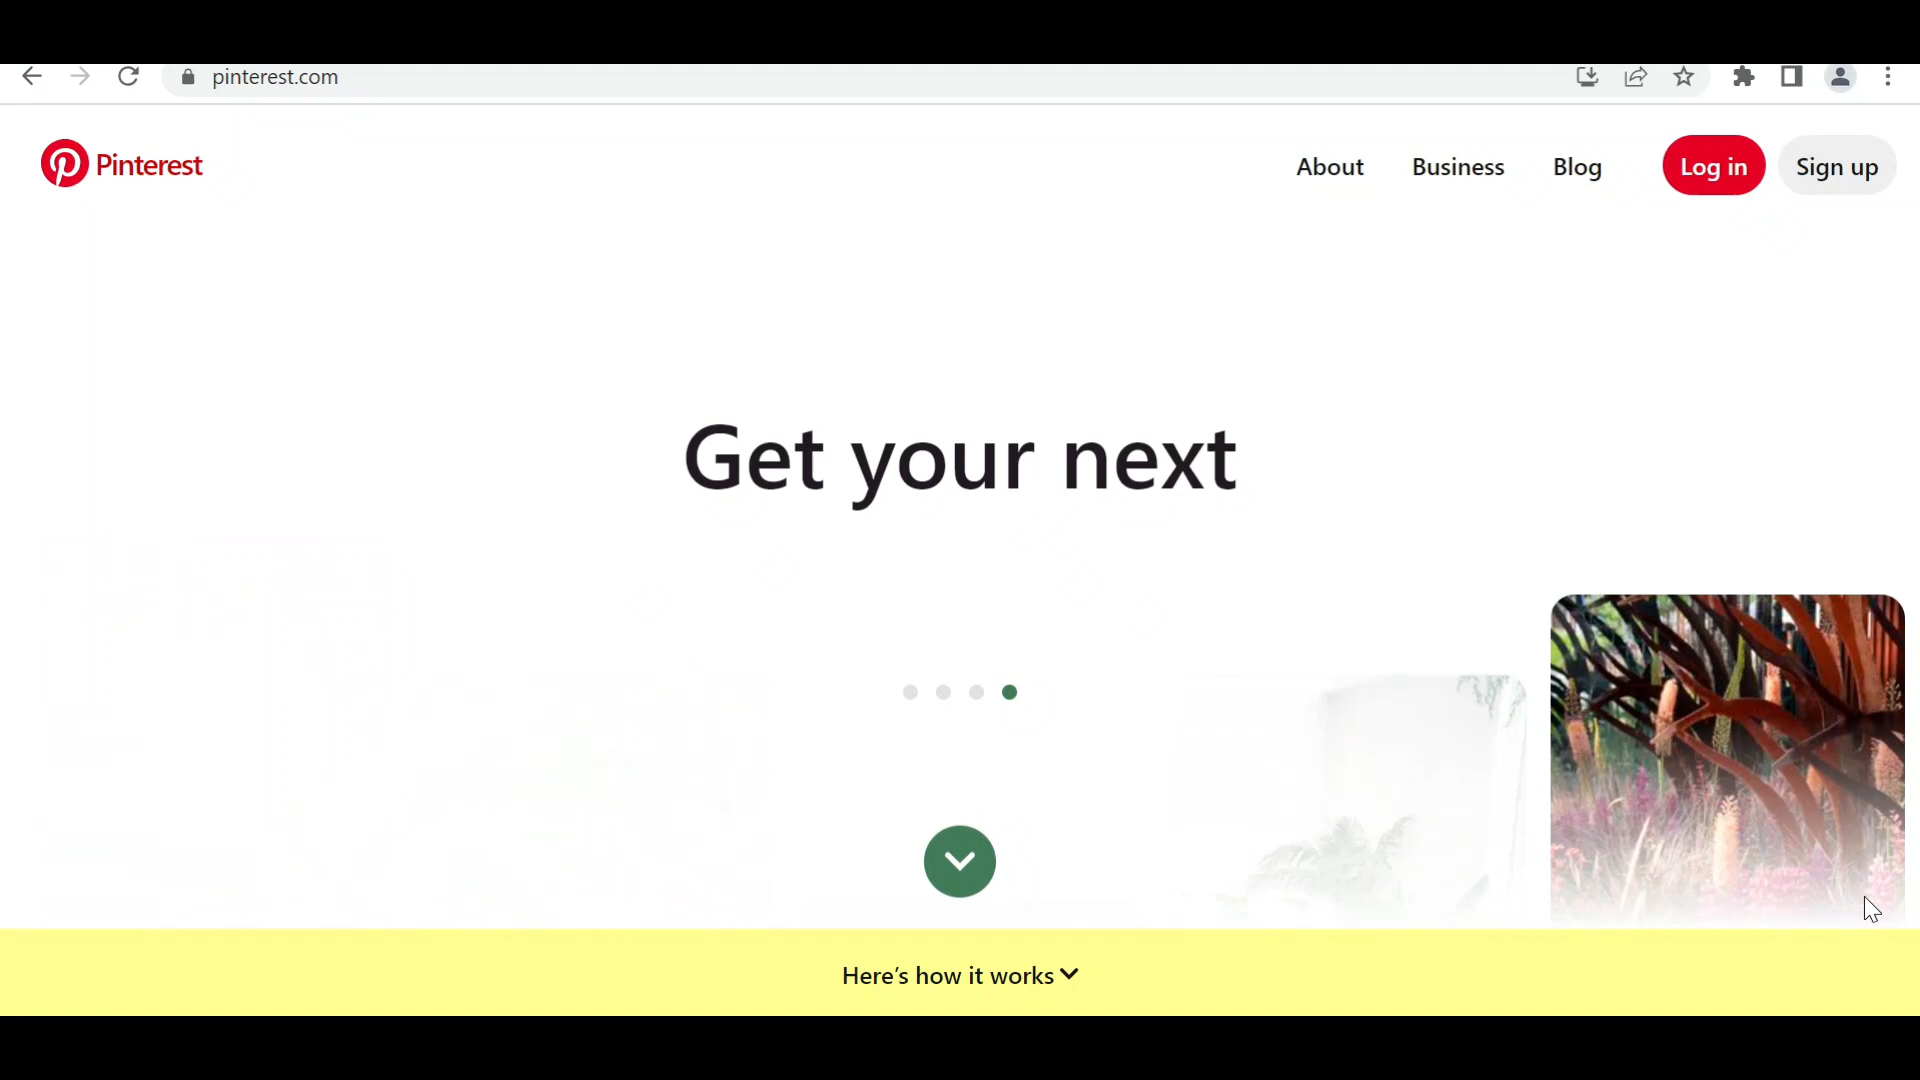 pinterest.com
Pinterest
About
Business
Blog
Log in
Sign up
Get your next
Here's how it works